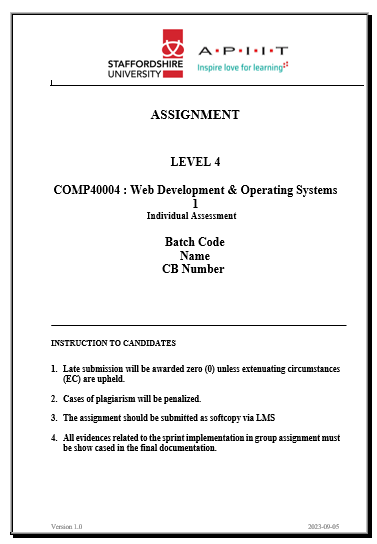 STAFFORDSHIRE
UNIVERSITY
A·P·I·I·T
Inspire love for learning
ASSIGNMENT
LEVEL 4
COMP40004 : Web Development & Operating Systems
1
Individual Assessment
Batch Code
Name
CB Number
INSTRUCTION TO CANDIDATES
1. Late submission will be awarded zero (0) unless extenuating circumstances
(EC) are upheld.
2. Cases of plagiarism will be penalized.
3. The assignment should be submitted as softcopy via LMS
4. All evidences related to the sprint implementation in group assignment must
be show cased in the final documentation.
Version 1.0
2023-09-05